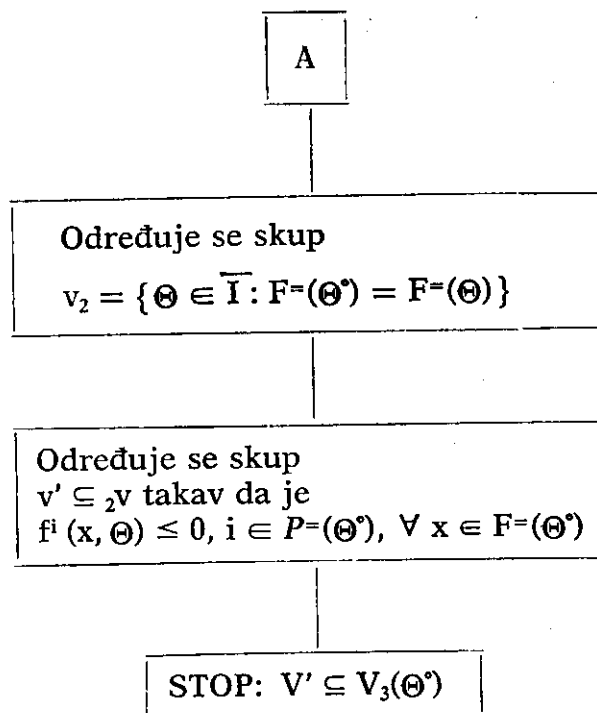 A
Određuje se skup
v₂ = { Θ ∈ I̅ : F⁼(Θ°) = F⁼(Θ) }
Određuje se skup
v' ⊆ ₂v takav da je
fⁱ (x, Θ) ≤ 0, i ∈ P⁼(Θ°), ∀ x ∈ F⁼(Θ°)
STOP: V' ⊆ V₃(Θ°)